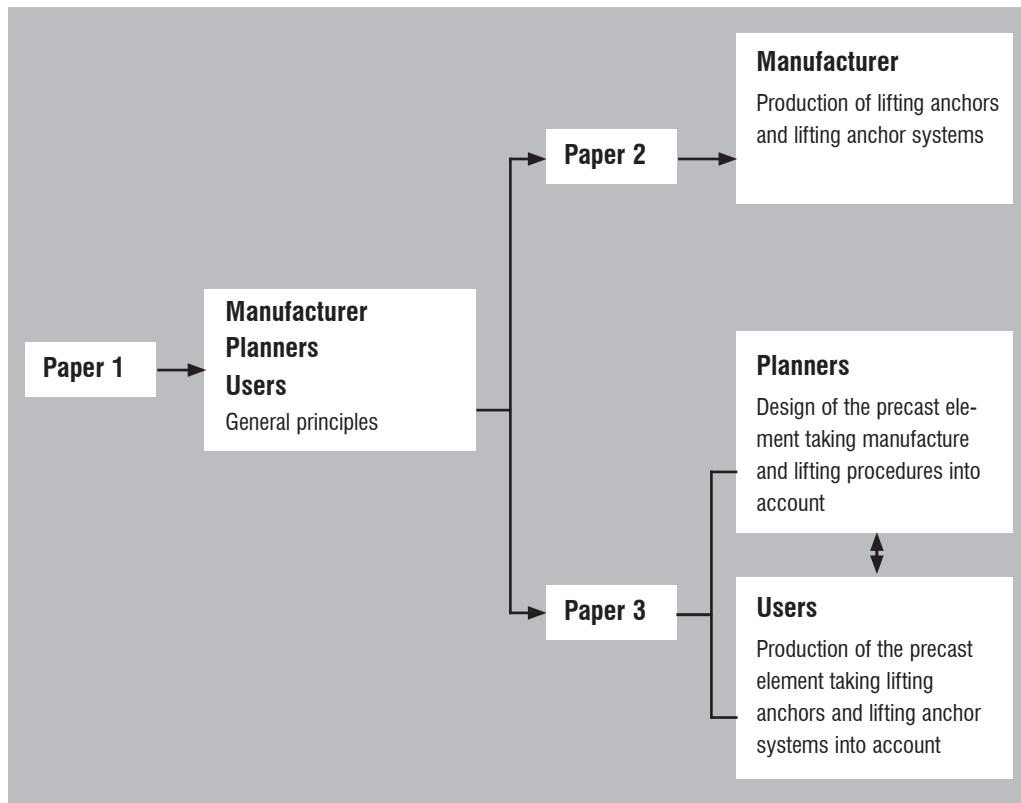 Paper 1
Manufacturer
Planners
Users
General principles
Paper 2
Manufacturer
Production of lifting anchors
and lifting anchor systems
Paper 3
Planners
Design of the precast ele-
ment taking manufacture
and lifting procedures into
account
Users
Production of the precast
element taking lifting
anchors and lifting anchor
systems into account